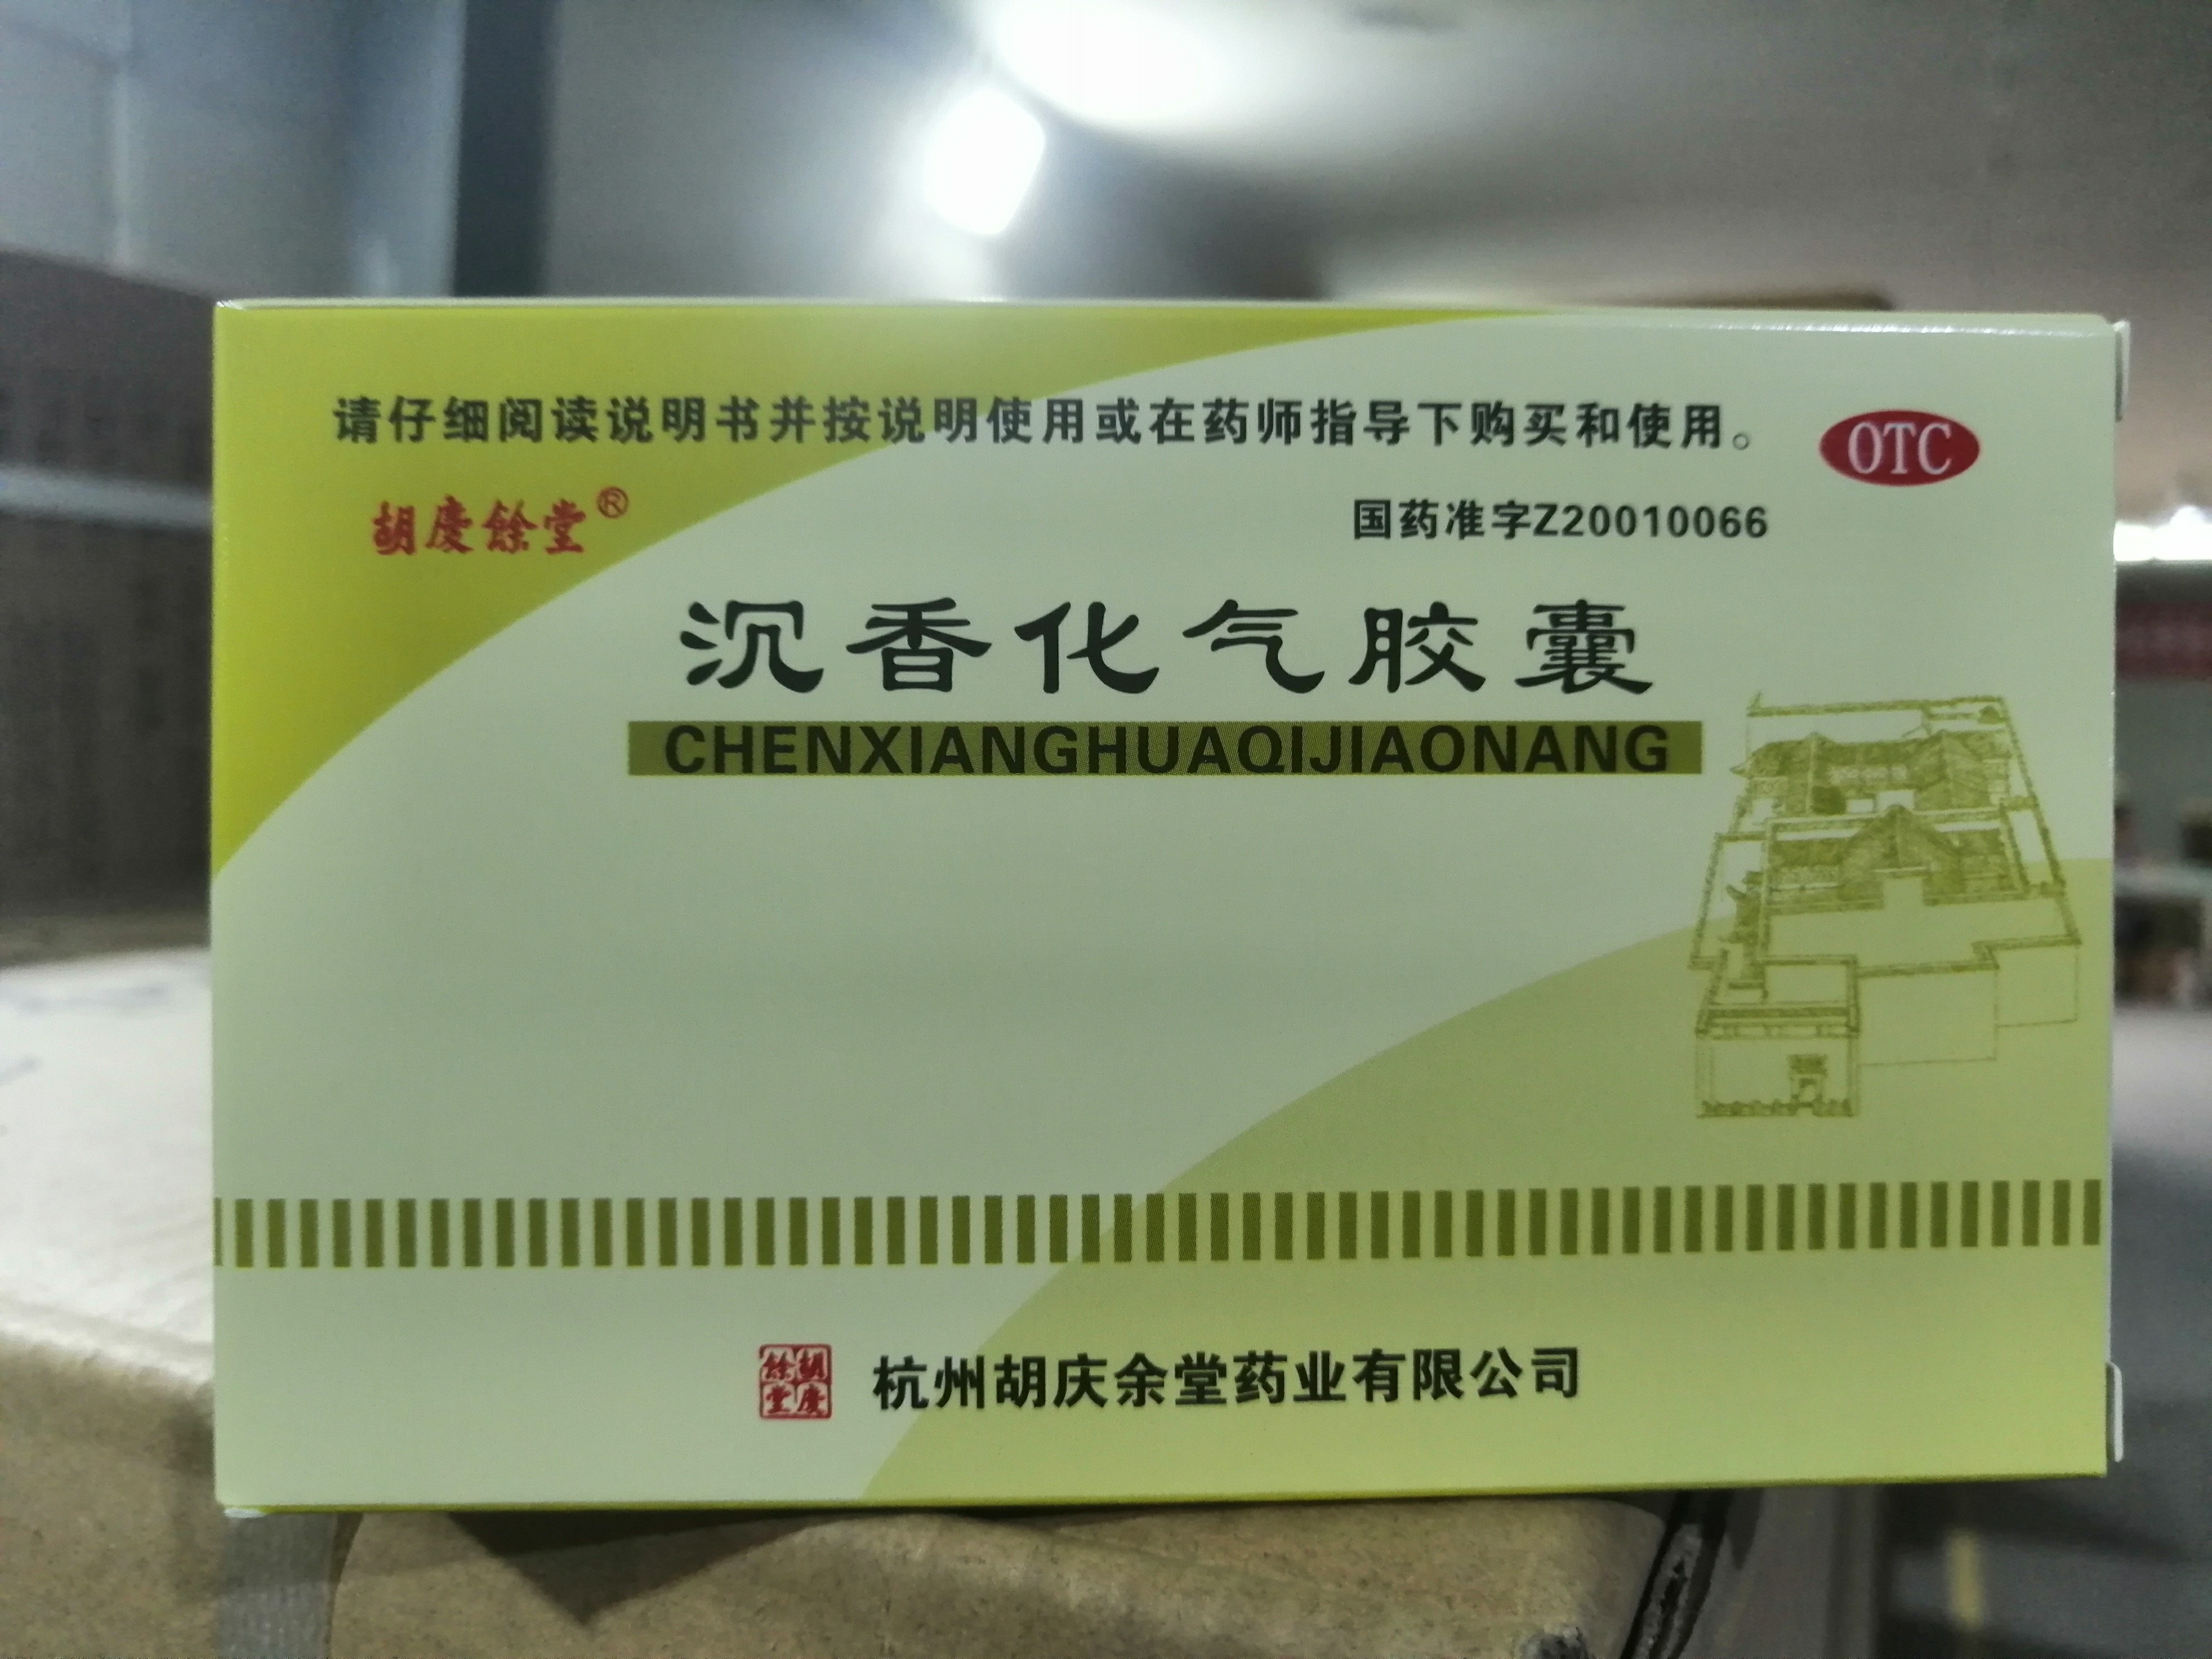 请仔细阅读说明书并按说明使用或在药师指导下购买和使用。
OTC
胡慶餘堂®
国药准字Z20010066
沉香化气胶囊
CHENXIANGHUAQIJIAONANG
胡慶餘堂
杭州胡庆余堂药业有限公司